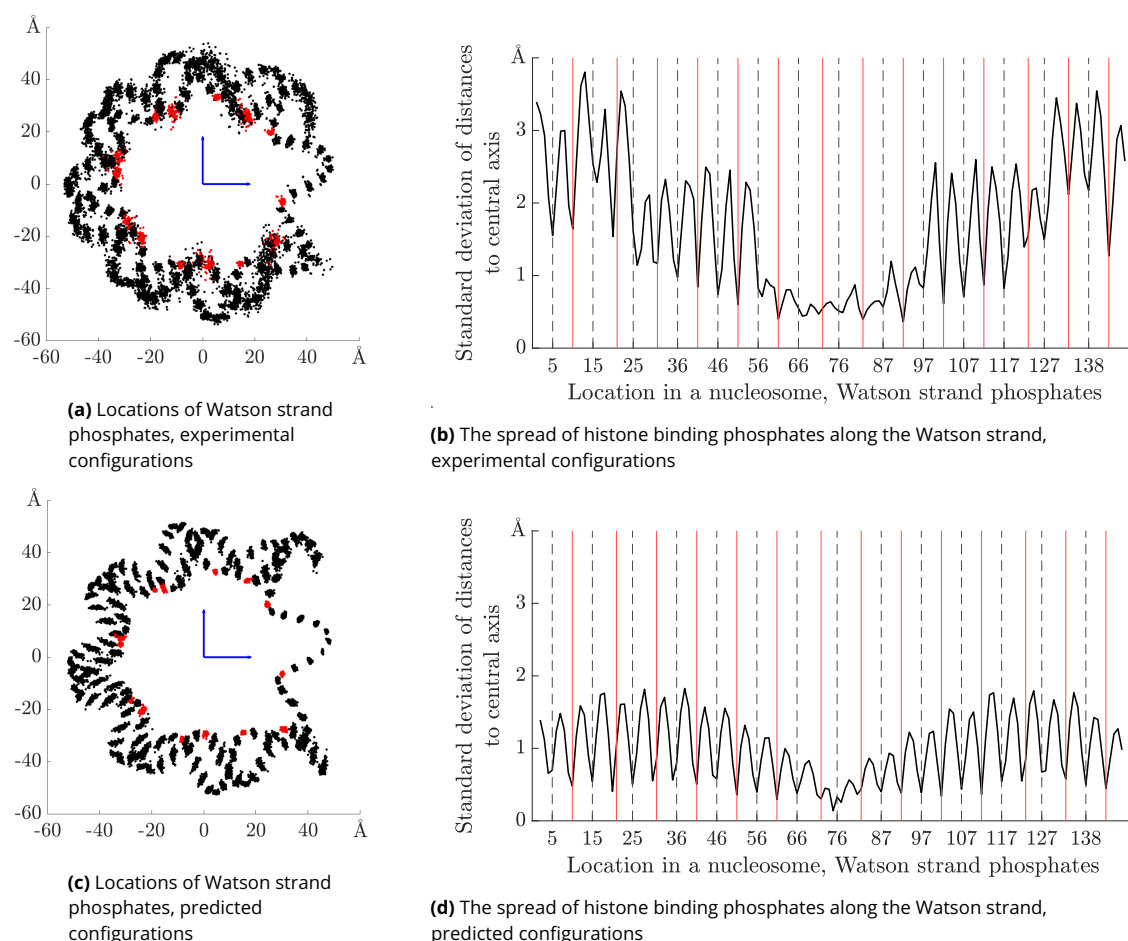 Å
40
20
0
-20
-40
-60
-60
-40
-20
0
20
40
Å
(a) Locations of Watson strand
phosphates, experimental
configurations
Standard deviation of distances
to central axis
Å
3
2
1
0
5
15
25
36
46
56
66
76
87
97
107
117
127
138
Location in a nucleosome, Watson strand phosphates
.
(b) The spread of histone binding phosphates along the Watson strand,
experimental configurations
Å
40
20
0
-20
-40
-60
-60
-40
-20
0
20
40
Å
(c) Locations of Watson strand
phosphates, predicted
configurations
Standard deviation of distances
to central axis
Å
3
2
1
0
5
15
25
36
46
56
66
76
87
97
107
117
127
138
Location in a nucleosome, Watson strand phosphates
(d) The spread of histone binding phosphates along the Watson strand,
predicted configurations